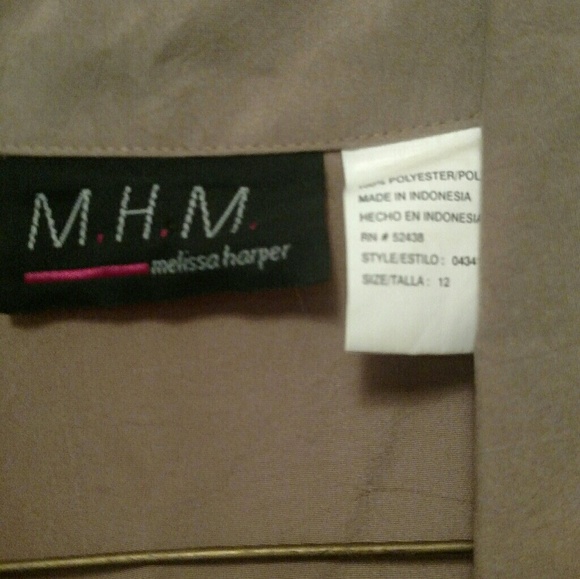 M.H.M.
melissa harper
100% POLYESTER/POL
MADE IN INDONESIA
HECHO EN INDONESIA
RN # 52438
STYLE/ESTILO : 0434
SIZE/TALLA : 12